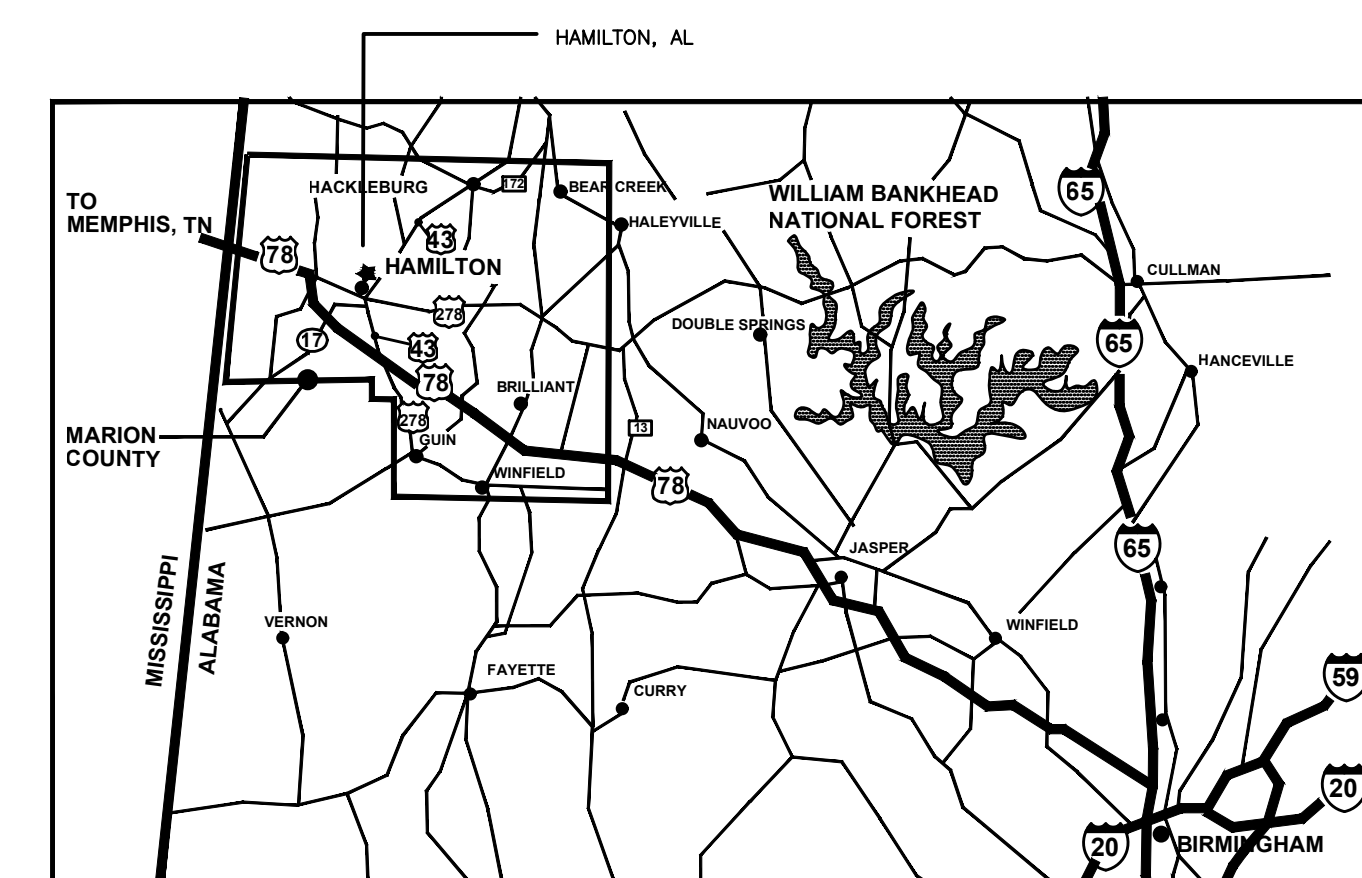 HAMILTON, AL
65
TO
MEMPHIS, TN
HACKLEBURG
172
BEAR CREEK
WILLIAM BANKHEAD
NATIONAL FOREST
HALEYVILLE
43
78
HAMILTON
CULLMAN
278
DOUBLE SPRINGS
17
43
65
HANCEVILLE
78
BRILLIANT
278
NAUVOO
13
MARION
COUNTY
GUIN
WINFIELD
78
65
JASPER
MISSISSIPPI
ALABAMA
VERNON
WINFIELD
FAYETTE
CURRY
59
20
20
BIRMINGHAM